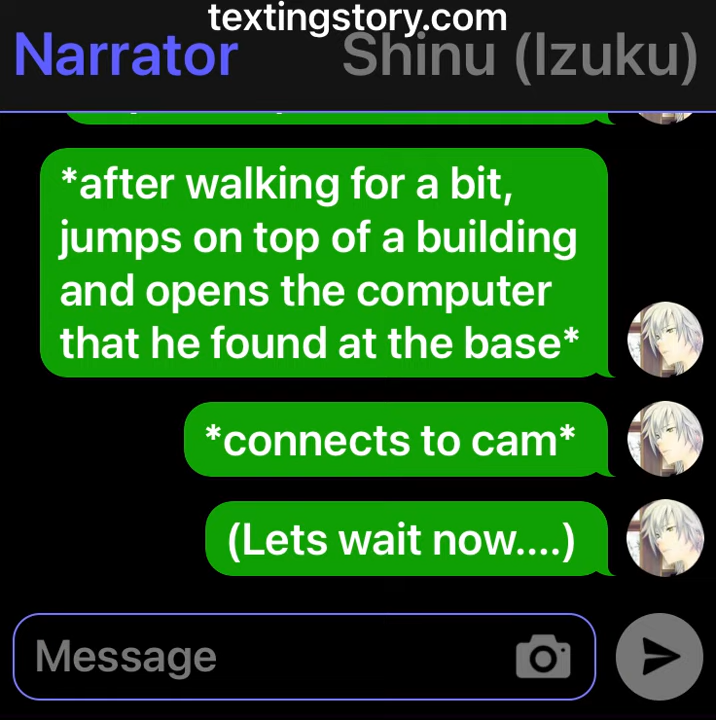 textingstory.com
Narrator
Shinu (Izuku)
*after walking for a bit,
jumps on top of a building
and opens the computer
that he found at the base*
*connects to cam*
(Lets wait now....)
Message